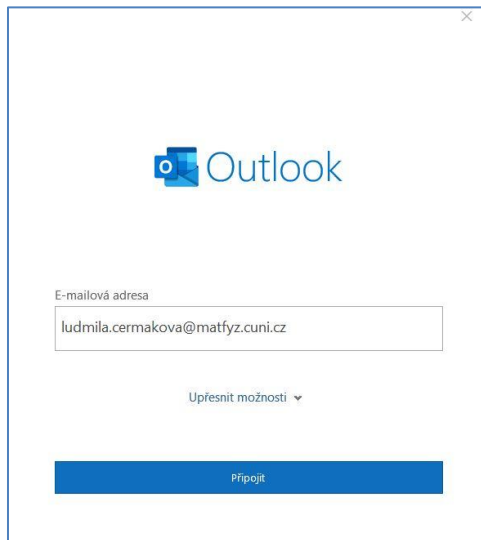 Outlook
E-mailová adresa
ludmila.cermakova@matfyz.cuni.cz
Upřesnit možnosti
Připojit